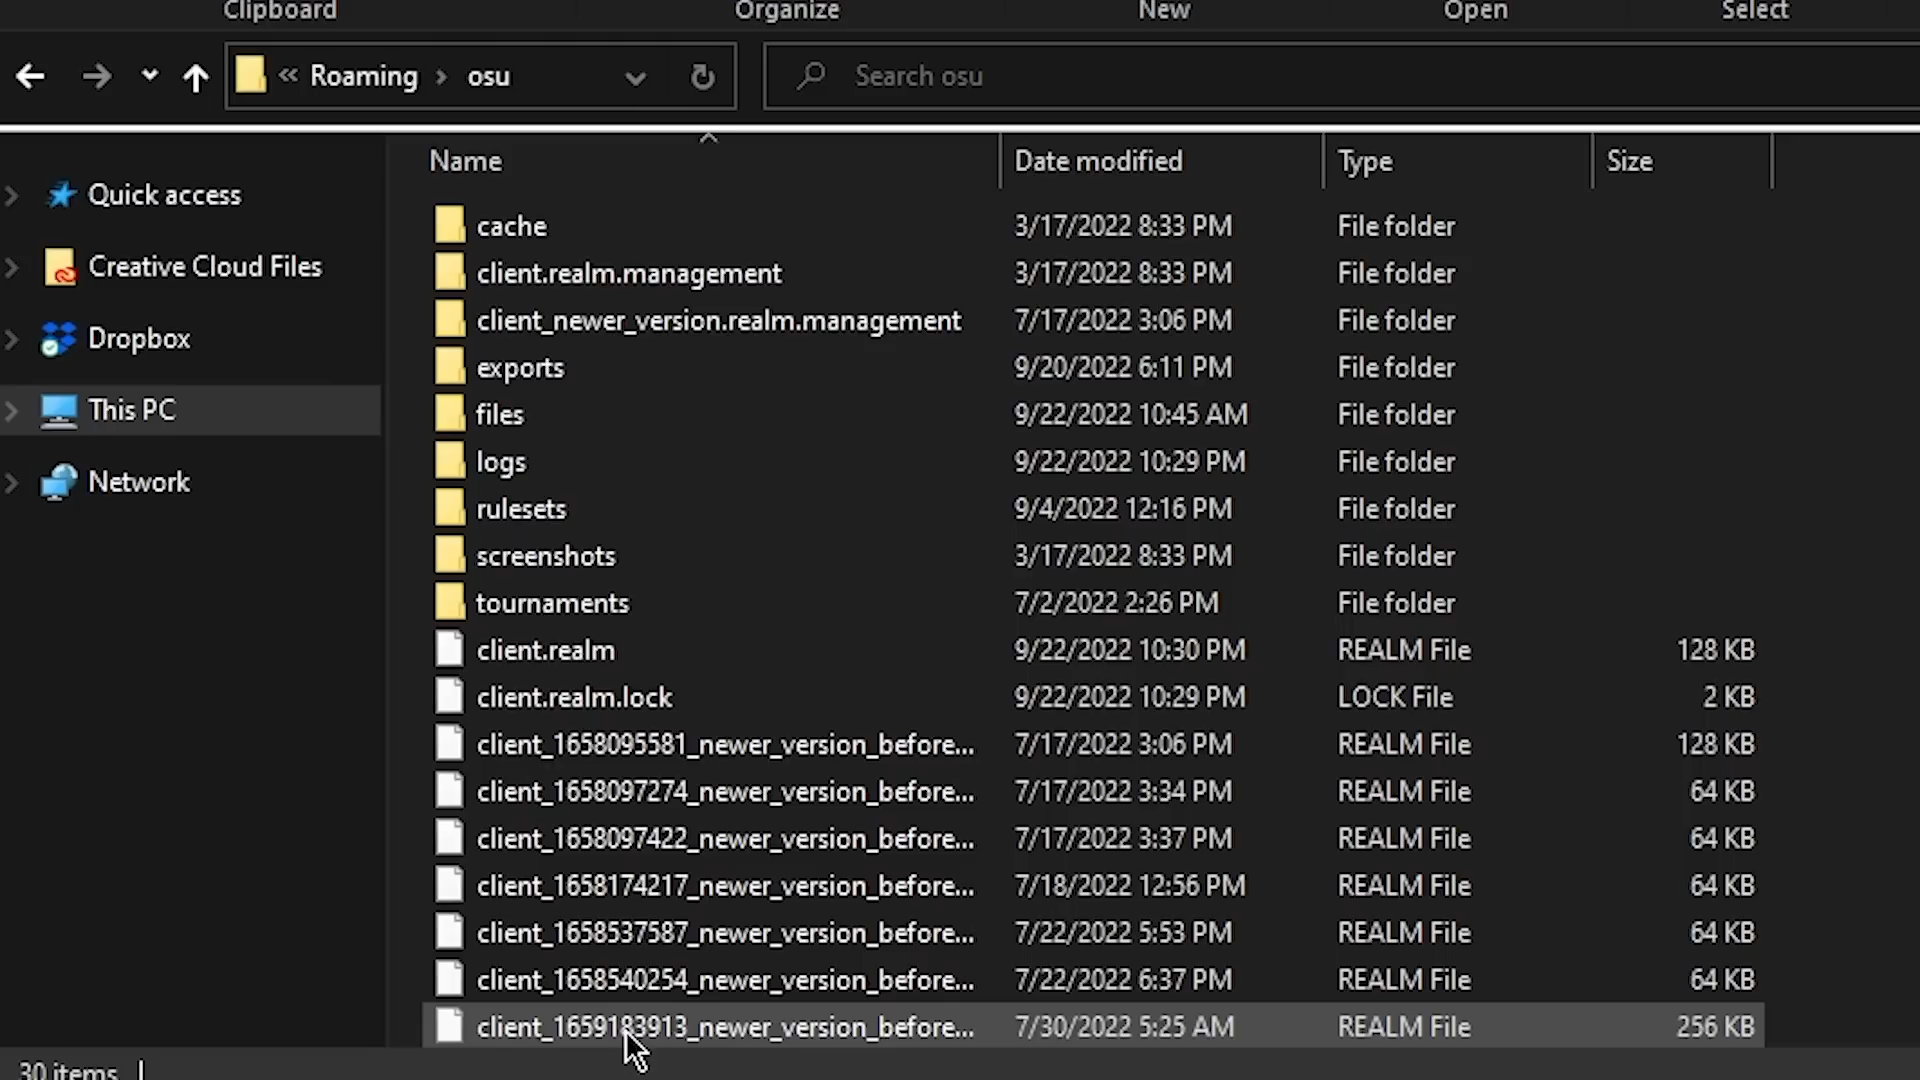 Clipboard Organize New Open Select
« Roaming › osu Search osu
Name Date modified Type Size
Quick access
Creative Cloud Files
Dropbox
This PC
Network
cache 3/17/2022 8:33 PM File folder
client.realm.management 3/17/2022 8:33 PM File folder
client_newer_version.realm.management 7/17/2022 3:06 PM File folder
exports 9/20/2022 6:11 PM File folder
files 9/22/2022 10:45 AM File folder
logs 9/22/2022 10:29 PM File folder
rulesets 9/4/2022 12:16 PM File folder
screenshots 3/17/2022 8:33 PM File folder
tournaments 7/2/2022 2:26 PM File folder
client.realm 9/22/2022 10:30 PM REALM File 128 KB
client.realm.lock 9/22/2022 10:29 PM LOCK File 2 KB
client_1658095581_newer_version_before... 7/17/2022 3:06 PM REALM File 128 KB
client_1658097274_newer_version_before... 7/17/2022 3:34 PM REALM File 64 KB
client_1658097422_newer_version_before... 7/17/2022 3:37 PM REALM File 64 KB
client_1658174217_newer_version_before... 7/18/2022 12:56 PM REALM File 64 KB
client_1658537587_newer_version_before... 7/22/2022 5:53 PM REALM File 64 KB
client_1658540254_newer_version_before... 7/22/2022 6:37 PM REALM File 64 KB
client_1659183913_newer_version_before... 7/30/2022 5:25 AM REALM File 256 KB
30 items